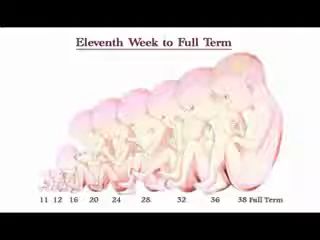 Eleventh Week to Full Term
11 12 16 20 24 28 32 36 38 Full Term